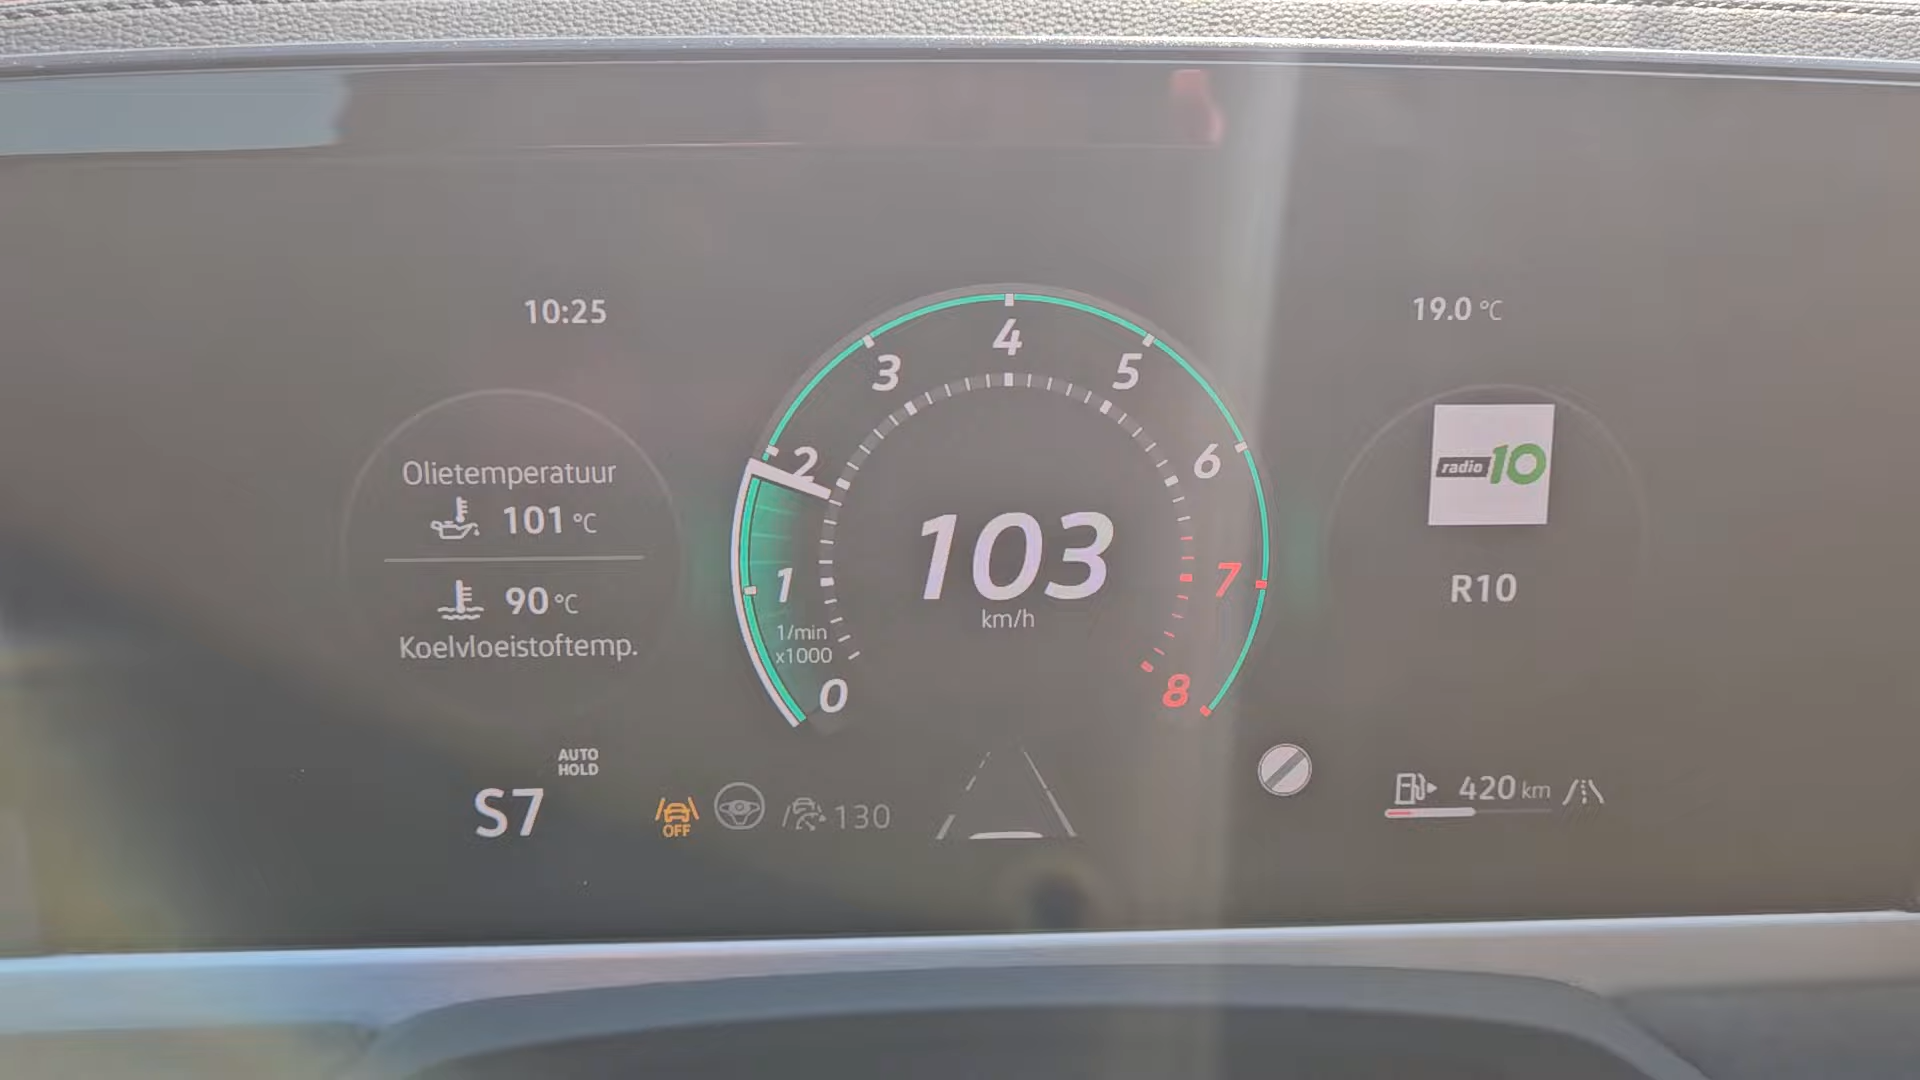 10:25
19.0 °C
Olietemperatuur
101 °C
90 °C
Koelvloeistoftemp.
0
1
2
3
4
5
6
7
8
1/min
x1000
103
km/h
radio 10
R10
AUTO
HOLD
S7
OFF
130
420 km